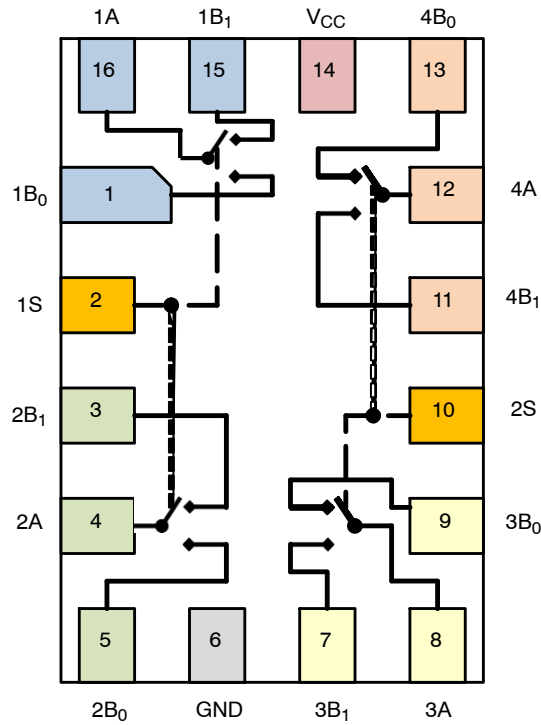 1A 1B₁ V_CC 4B₀
16 15 14 13
1B₀ 1 12 4A
1S 2 11 4B₁
2B₁ 3 10 2S
2A 4 9 3B₀
5 6 7 8
2B₀ GND 3B₁ 3A